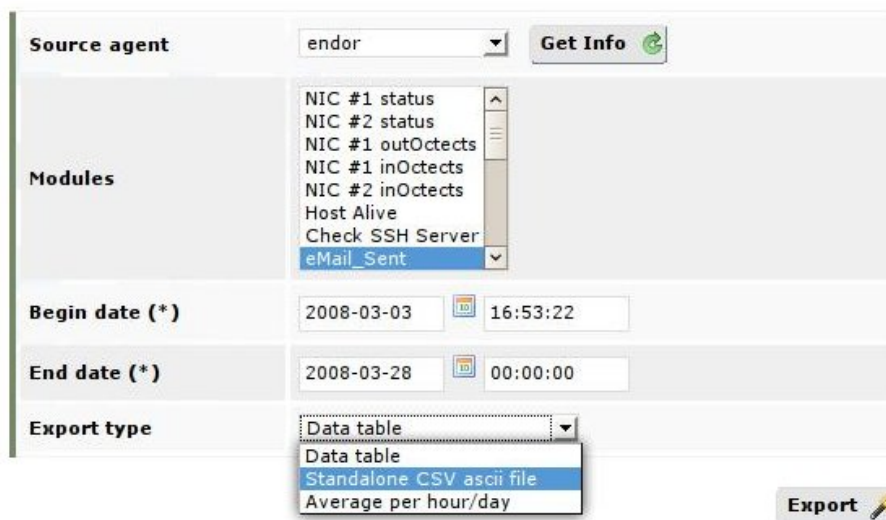 Source agent
endor
Get Info
Modules
NIC #1 status
NIC #2 status
NIC #1 outOctects
NIC #1 inOctects
NIC #2 inOctects
Host Alive
Check SSH Server
eMail_Sent
Begin date (*)
2008-03-03
16:53:22
End date (*)
2008-03-28
00:00:00
Export type
Data table
Data table
Standalone CSV ascii file
Average per hour/day
Export